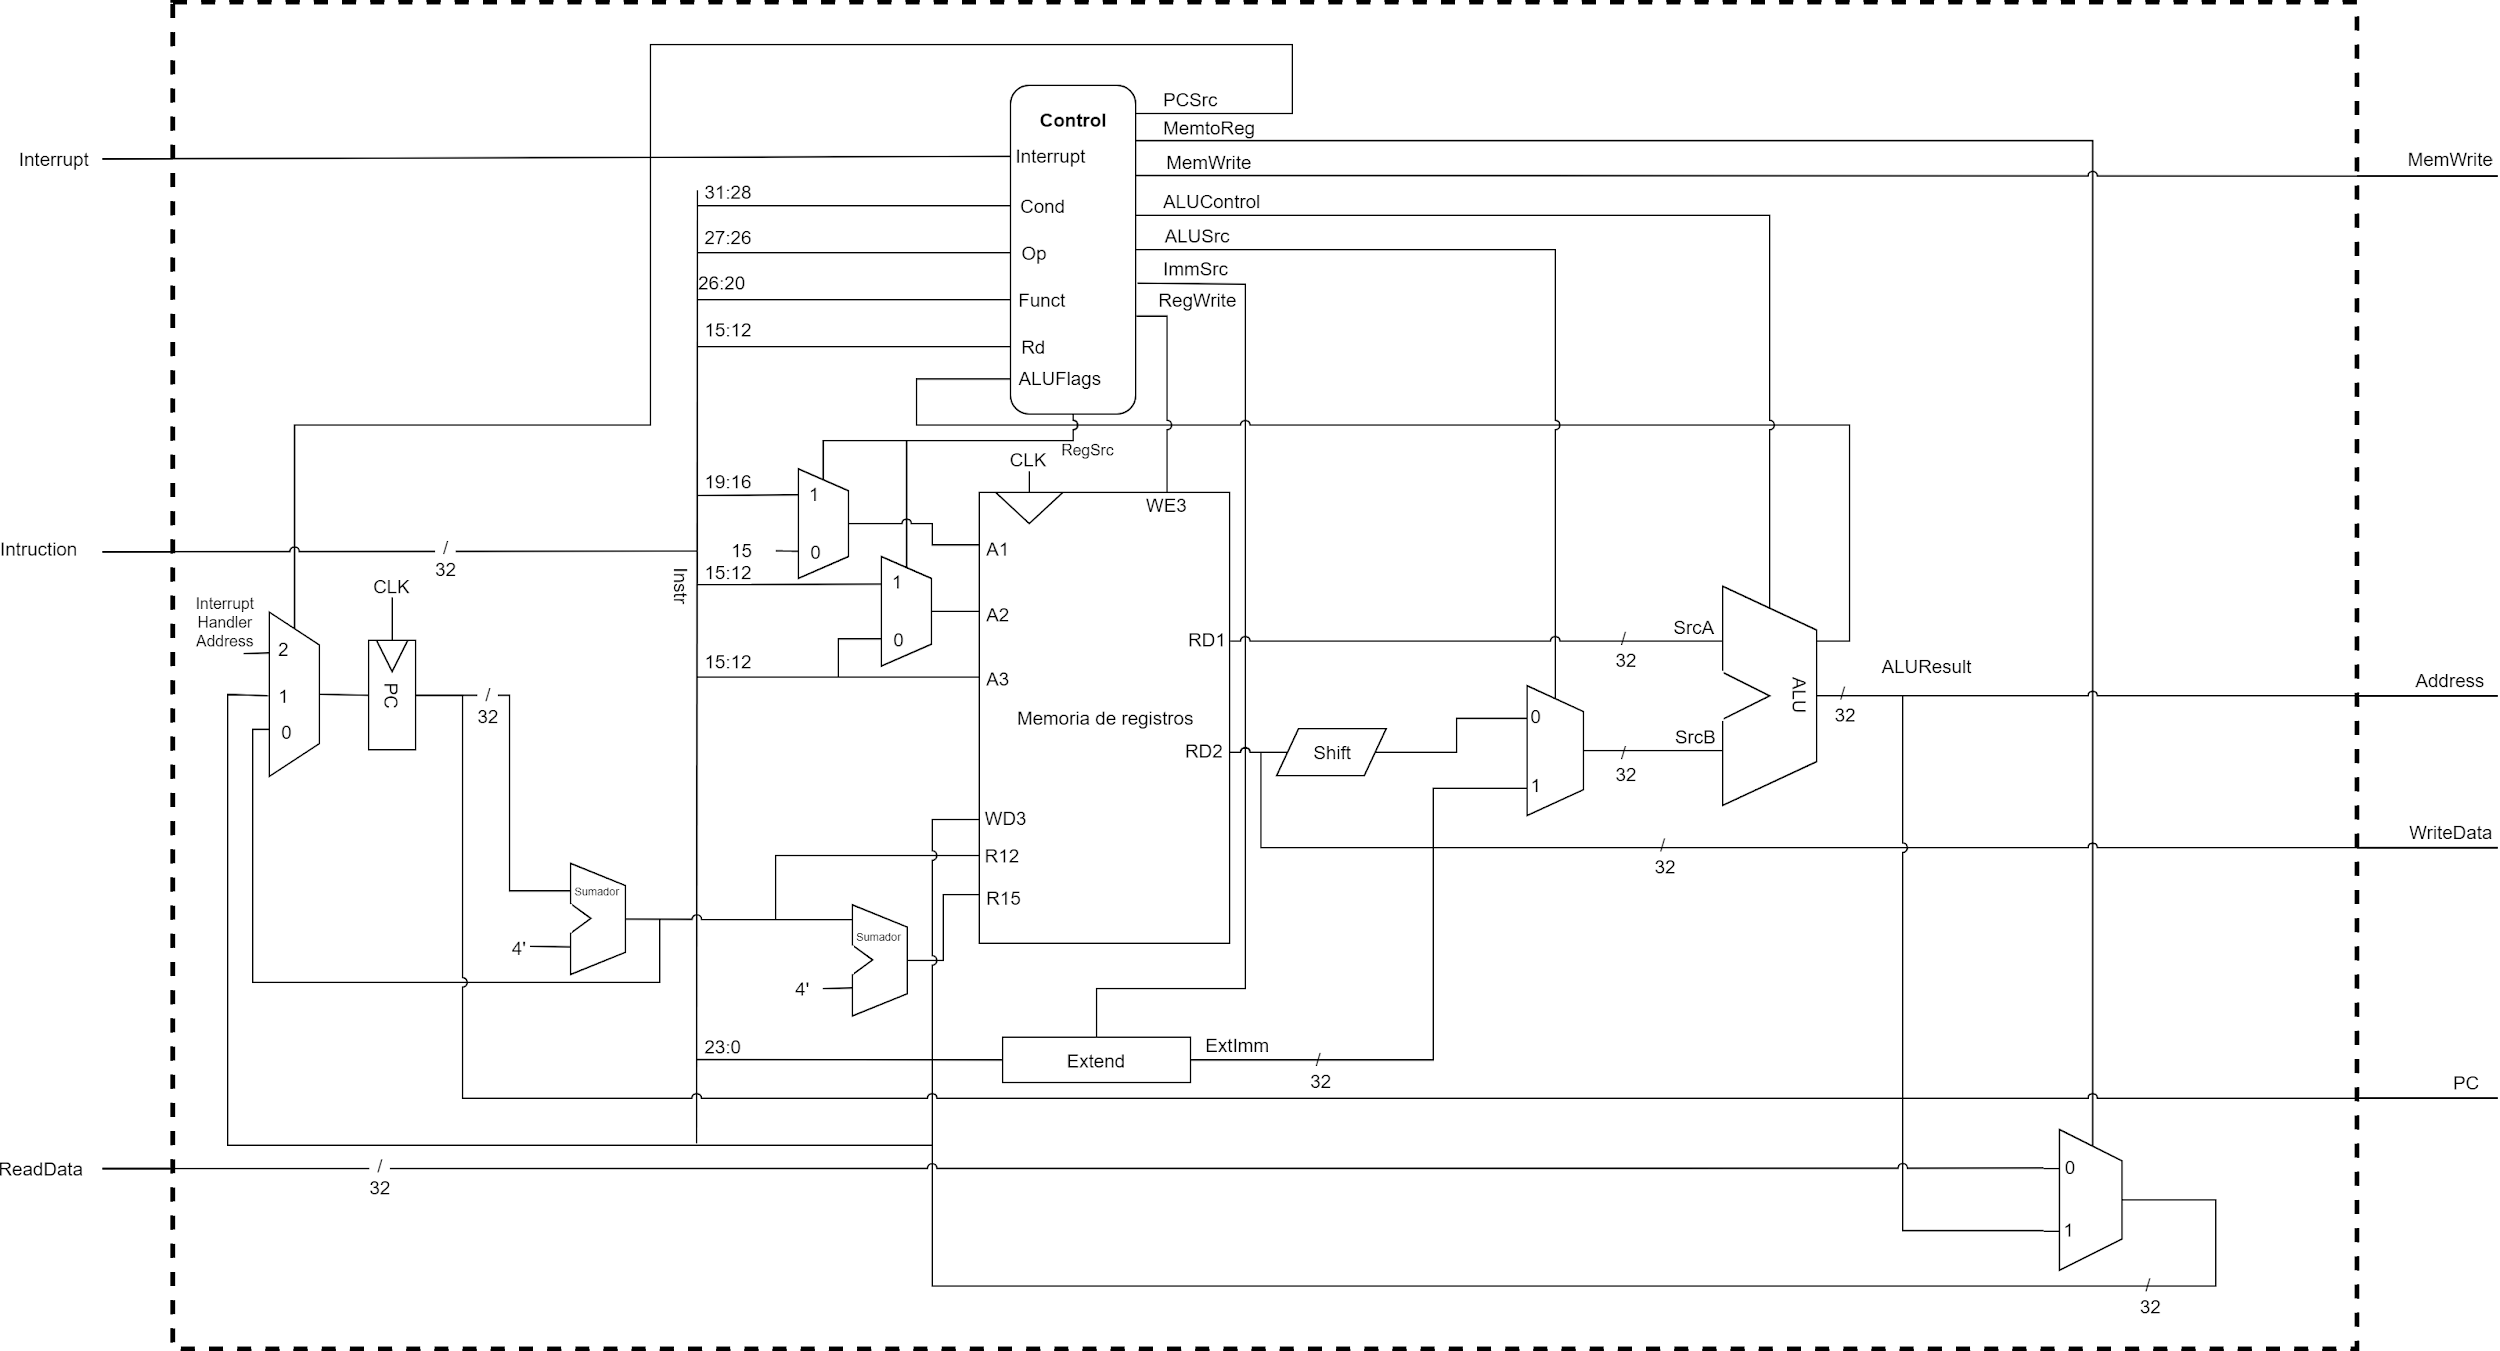 PCSrc
Control
MemtoReg
Interrupt
Interrupt
MemWrite
MemWrite
31:28
Cond
ALUControl
27:26
Op
ALUSrc
26:20
Funct
ImmSrc
RegWrite
15:12
Rd
ALUFlags
RegSrc
CLK
19:16
1
WE3
Intruction
32
15
0
A1
Instr
15:12
1
CLK
Interrupt
Handler
Address
A2
2
0
RD1
SrcA
32
15:12
A3
ALUResult
Address
1
PC
32
Memoria de registros
0
ALU
32
0
RD2
Shift
SrcB
32
1
WD3
WriteData
R12
32
Sumador
R15
4'
Sumador
4'
23:0
Extend
ExtImm
32
PC
ReadData
32
0
1
32